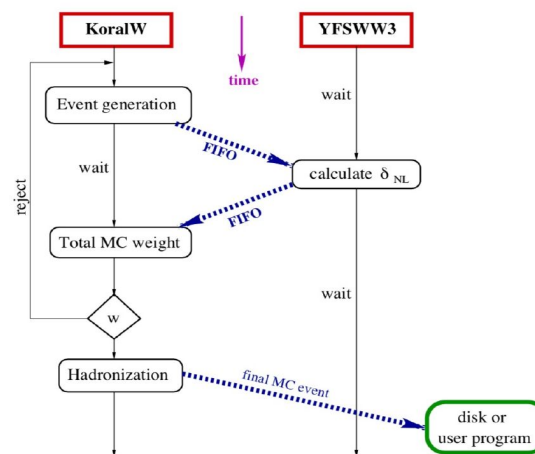 KoralW
YFSWW3
time
Event generation
wait
FIFO
wait
calculate δ NL
reject
FIFO
Total MC weight
wait
w
Hadronization
final MC event
disk or
user program